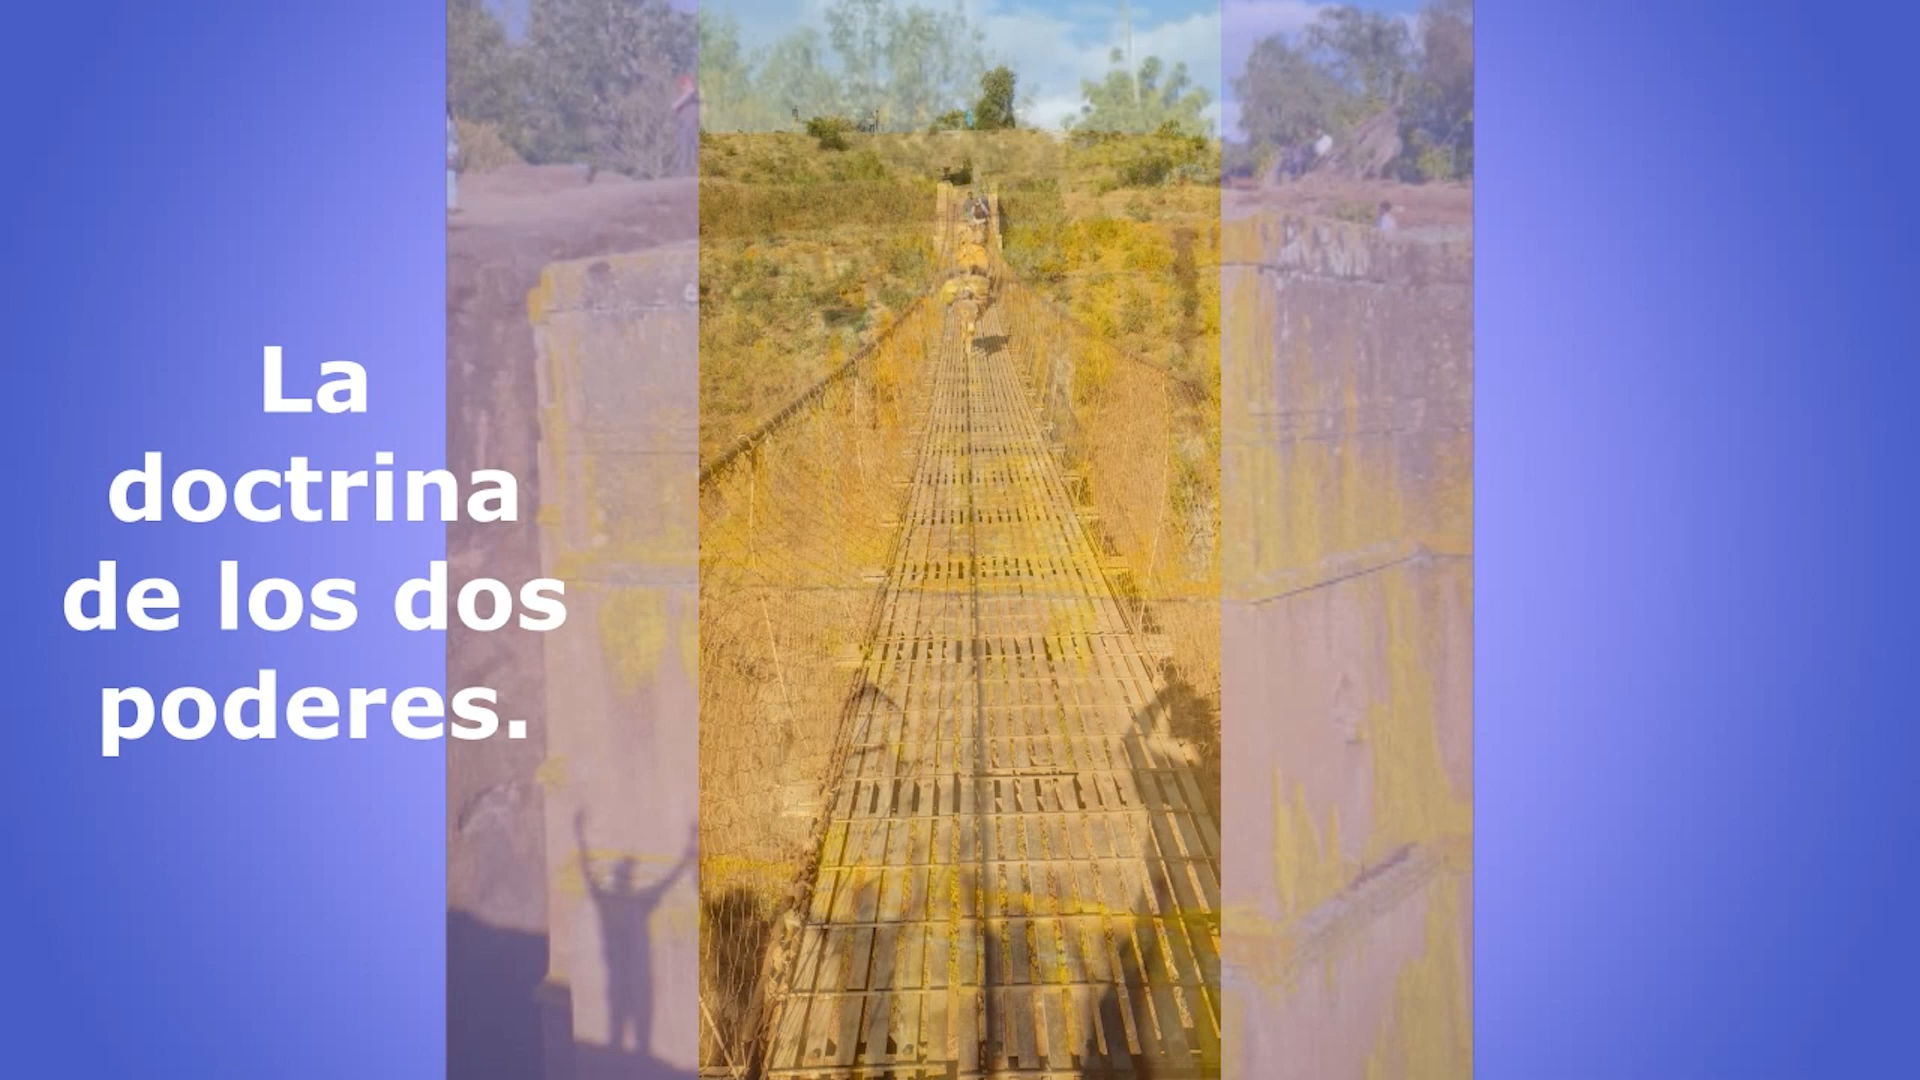 La
doctrina
de los dos
poderes.